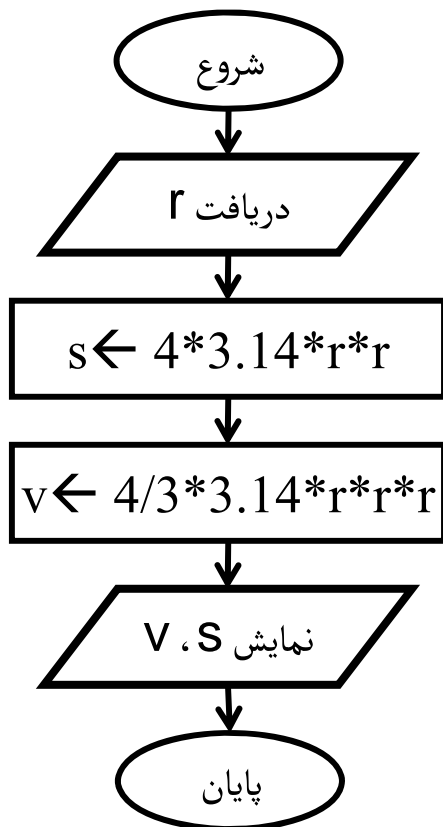 شروع
دریافت r
s← 4*3.14*r*r
v← 4/3*3.14*r*r*r
نمایش v ، s
پایان